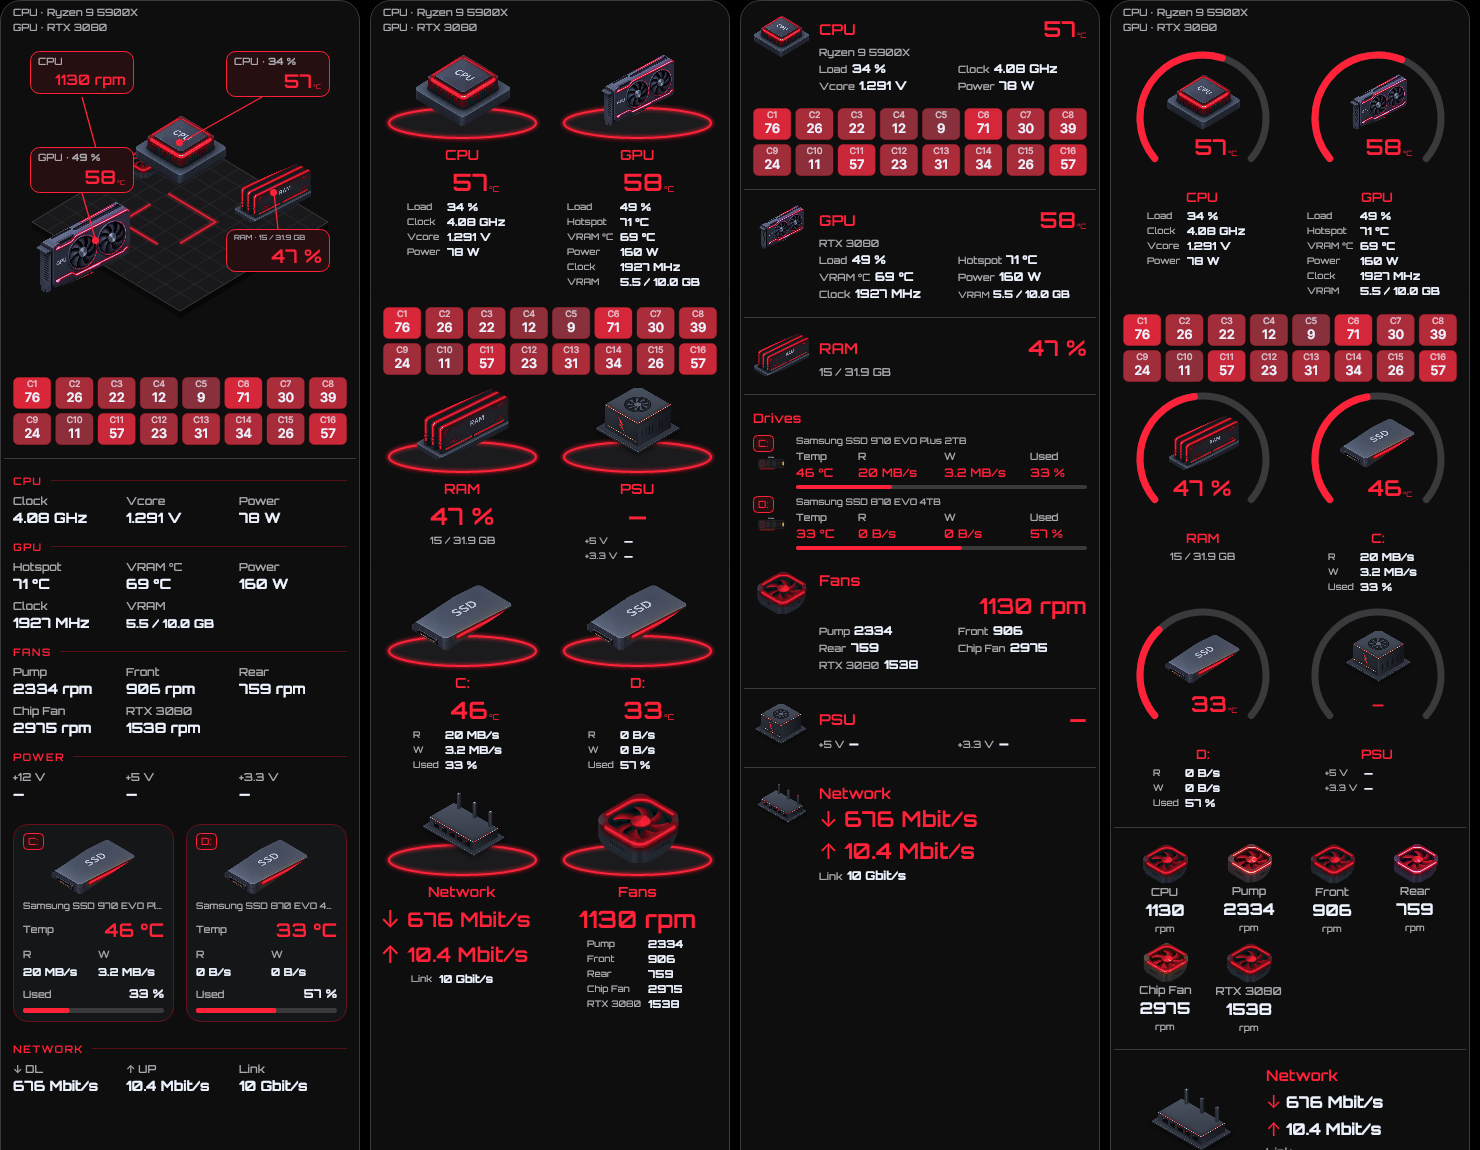 CPU · Ryzen 9 5900X
GPU · RTX 3080
CPU
1130 rpm
CPU · 34 %
57 °C
CPU
GPU · 49 %
58 °C
RAM
GPU
RAM · 15 / 31.9 GB
47 %
C1 C2 C3 C4 C5 C6 C7 C8
76 26 22 12 9 71 30 39
C9 C10 C11 C12 C13 C14 C15 C16
24 11 57 23 31 34 26 57
CPU
Clock Vcore Power
4.08 GHz 1.291 V 78 W
GPU
Hotspot VRAM °C Power
71 °C 69 °C 160 W
Clock VRAM
1927 MHz 5.5 / 10.0 GB
FANS
Pump Front Rear
2334 rpm 906 rpm 759 rpm
Chip Fan RTX 3080
2975 rpm 1538 rpm
POWER
+12 V +5 V +3.3 V
– – –
C:
SSD
Samsung SSD 970 EVO Pl...
Temp 46 °C
R W
20 MB/s 3.2 MB/s
Used 33 %
D:
SSD
Samsung SSD 870 EVO 4...
Temp 33 °C
R W
0 B/s 0 B/s
Used 57 %
NETWORK
↓ DL ↑ UP Link
676 Mbit/s 10.4 Mbit/s 10 Gbit/s
CPU · Ryzen 9 5900X
GPU · RTX 3080
CPU
CPU
57 °C
Load 34 %
Clock 4.08 GHz
Vcore 1.291 V
Power 78 W
GPU
GPU
58 °C
Load 49 %
Hotspot 71 °C
VRAM °C 69 °C
Power 160 W
Clock 1927 MHz
VRAM 5.5 / 10.0 GB
C1 C2 C3 C4 C5 C6 C7 C8
76 26 22 12 9 71 30 39
C9 C10 C11 C12 C13 C14 C15 C16
24 11 57 23 31 34 26 57
RAM
RAM
47 %
15 / 31.9 GB
PSU
–
+5 V –
+3.3 V –
SSD
C:
46 °C
R 20 MB/s
W 3.2 MB/s
Used 33 %
SSD
D:
33 °C
R 0 B/s
W 0 B/s
Used 57 %
Network
↓ 676 Mbit/s
↑ 10.4 Mbit/s
Link 10 Gbit/s
Fans
1130 rpm
Pump 2334
Front 906
Rear 759
Chip Fan 2975
RTX 3080 1538
CPU
CPU 57 °C
Ryzen 9 5900X
Load 34 % Clock 4.08 GHz
Vcore 1.291 V Power 78 W
C1 C2 C3 C4 C5 C6 C7 C8
76 26 22 12 9 71 30 39
C9 C10 C11 C12 C13 C14 C15 C16
24 11 57 23 31 34 26 57
GPU 58 °C
RTX 3080
Load 49 % Hotspot 71 °C
VRAM °C 69 °C Power 160 W
Clock 1927 MHz VRAM 5.5 / 10.0 GB
RAM
RAM 47 %
15 / 31.9 GB
Drives
C: Samsung SSD 970 EVO Plus 2TB
Temp R W Used
46 °C 20 MB/s 3.2 MB/s 33 %
D: Samsung SSD 870 EVO 4TB
Temp R W Used
33 °C 0 B/s 0 B/s 57 %
Fans
1130 rpm
Pump 2334 Front 906
Rear 759 Chip Fan 2975
RTX 3080 1538
PSU –
+5 V – +3.3 V –
Network
↓ 676 Mbit/s
↑ 10.4 Mbit/s
Link 10 Gbit/s
CPU · Ryzen 9 5900X
GPU · RTX 3080
CPU
57 °C
CPU
Load 34 %
Clock 4.08 GHz
Vcore 1.291 V
Power 78 W
58 °C
GPU
Load 49 %
Hotspot 71 °C
VRAM °C 69 °C
Power 160 W
Clock 1927 MHz
VRAM 5.5 / 10.0 GB
C1 C2 C3 C4 C5 C6 C7 C8
76 26 22 12 9 71 30 39
C9 C10 C11 C12 C13 C14 C15 C16
24 11 57 23 31 34 26 57
RAM
47 %
RAM
15 / 31.9 GB
SSD
46 °C
C:
R 20 MB/s
W 3.2 MB/s
Used 33 %
SSD
33 °C
D:
R 0 B/s
W 0 B/s
Used 57 %
–
PSU
+5 V –
+3.3 V –
CPU Pump Front Rear
1130 2334 906 759
rpm rpm rpm rpm
Chip Fan RTX 3080
2975 1538
rpm rpm
Network
↓ 676 Mbit/s
↑ 10.4 Mbit/s